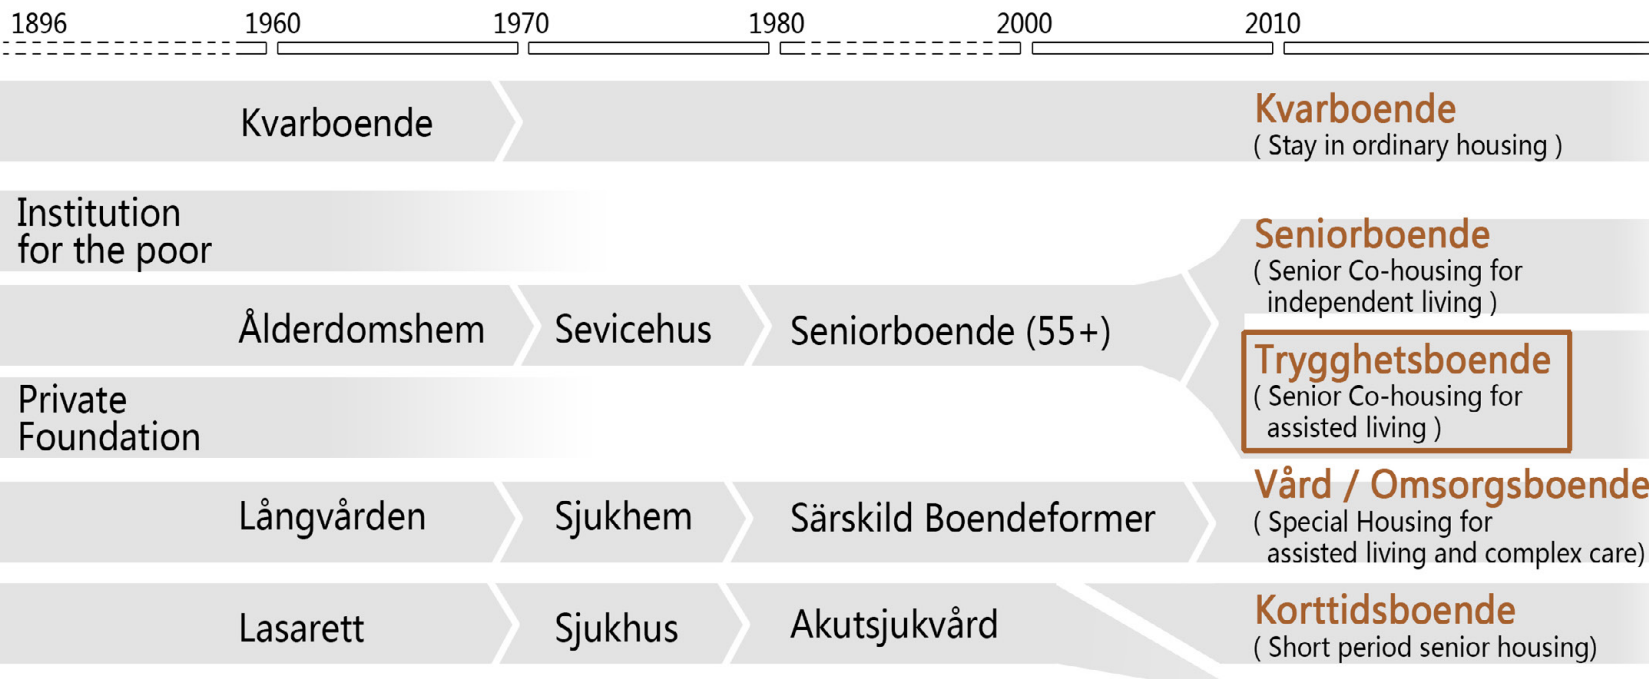 1896 1960 1970 1980 2000 2010
Kvarboende
Kvarboende
( Stay in ordinary housing )
Institution
for the poor
Seniorboende
( Senior Co-housing for
independent living )
Ålderdomshem Sevicehus Seniorboende (55+)
Trygghetsboende
( Senior Co-housing for
assisted living )
Private
Foundation
Långvården Sjukhem Särskild Boendeformer
Vård / Omsorgsboende
( Special Housing for
assisted living and complex care)
Lasarett Sjukhus Akutsjukvård
Korttidsboende
( Short period senior housing)